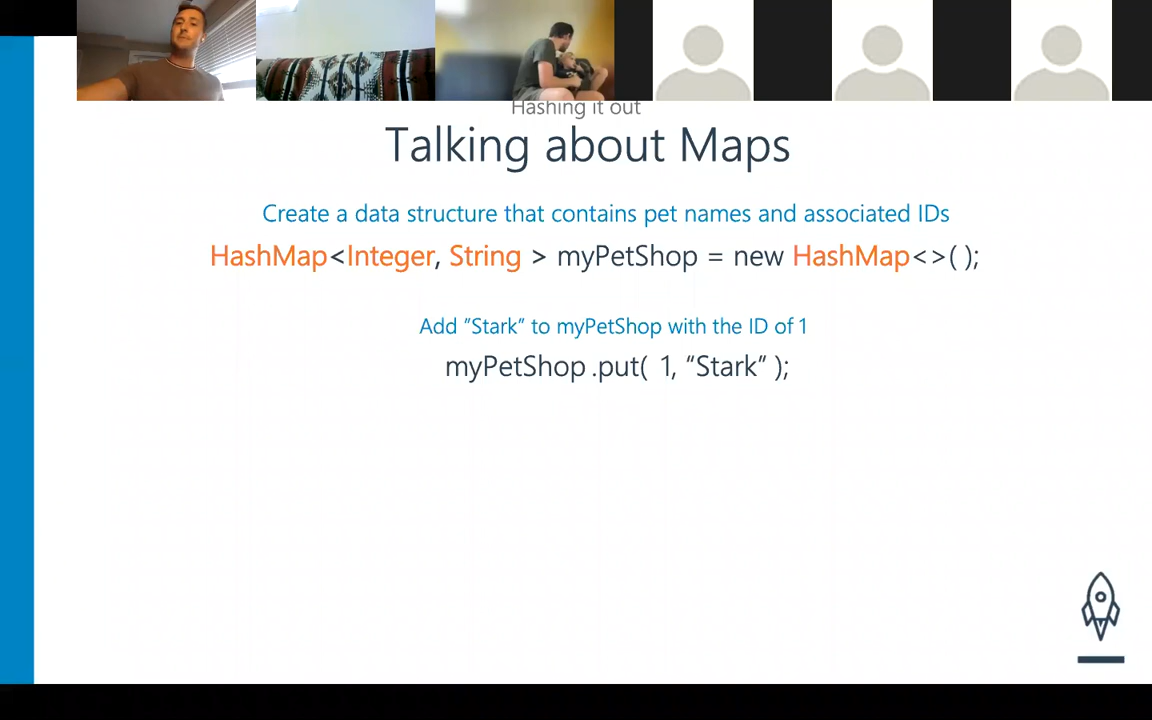 Hashing it out
Talking about Maps
Create a data structure that contains pet names and associated IDs
HashMap<Integer, String > myPetShop = new HashMap<>( );
Add ”Stark” to myPetShop with the ID of 1
myPetShop .put( 1, “Stark” );